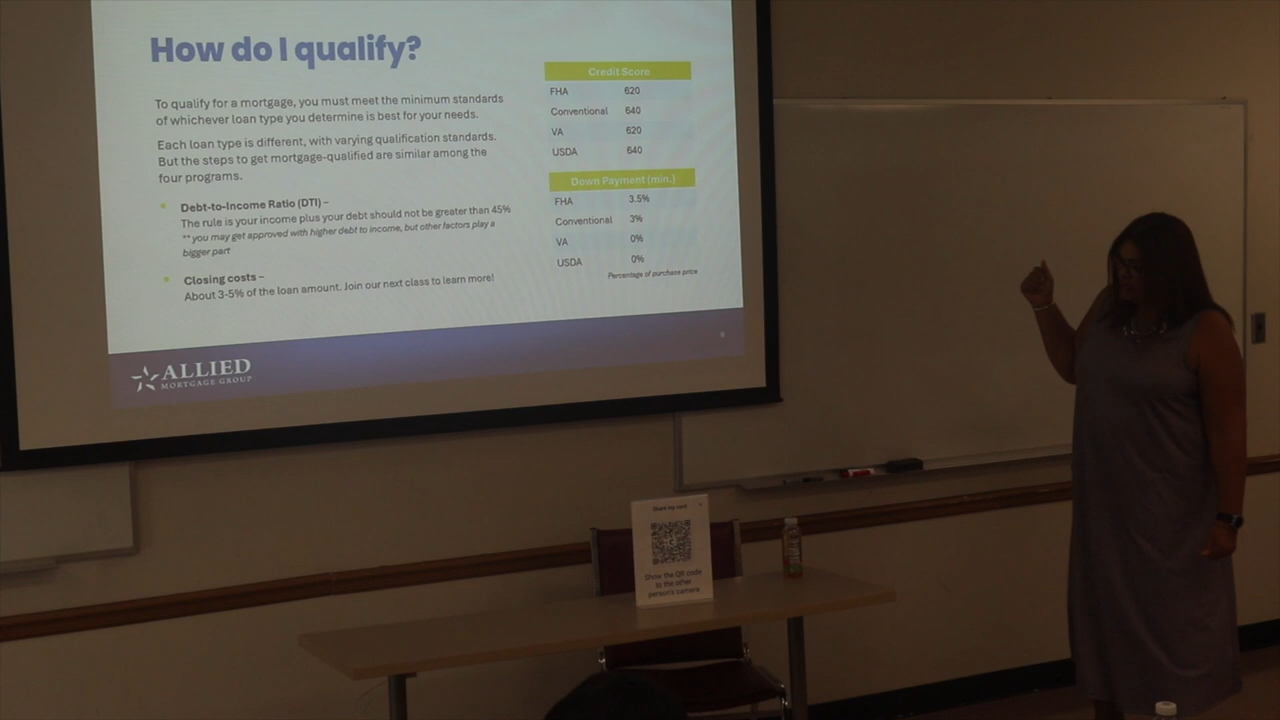 How do I qualify?
To qualify for a mortgage, you must meet the minimum standards
of whichever loan type you determine is best for your needs.
Each loan type is different, with varying qualification standards.
But the steps to get mortgage-qualified are similar among the
four programs.
Debt-to-Income Ratio (DTI) –
The rule is your income plus your debt should not be greater than 45%
** you may get approved with higher debt to income, but other factors play a
bigger part
Closing costs –
About 3-5% of the loan amount. Join our next class to learn more!
Credit Score
FHA 620
Conventional 640
VA 620
USDA 640
Down Payment (min.)
FHA 3.5%
Conventional 3%
VA 0%
USDA 0%
Percentage of purchase price
ALLIED
MORTGAGE GROUP
Share my card
Show the QR code
to the other
person's camera